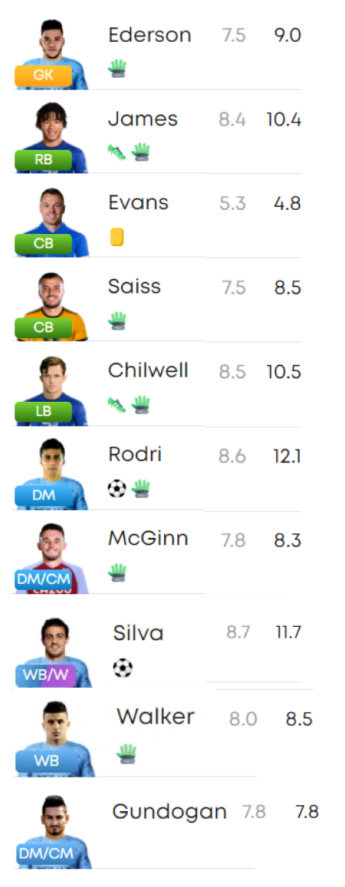 Ederson 7.5 9.0
GK
James 8.4 10.4
RB
Evans 5.3 4.8
CB
Saiss 7.5 8.5
CB
Chilwell 8.5 10.5
LB
Rodri 8.6 12.1
DM
McGinn 7.8 8.3
DM/CM
Silva 8.7 11.7
WB/W
Walker 8.0 8.5
WB
Gundogan 7.8 7.8
DM/CM